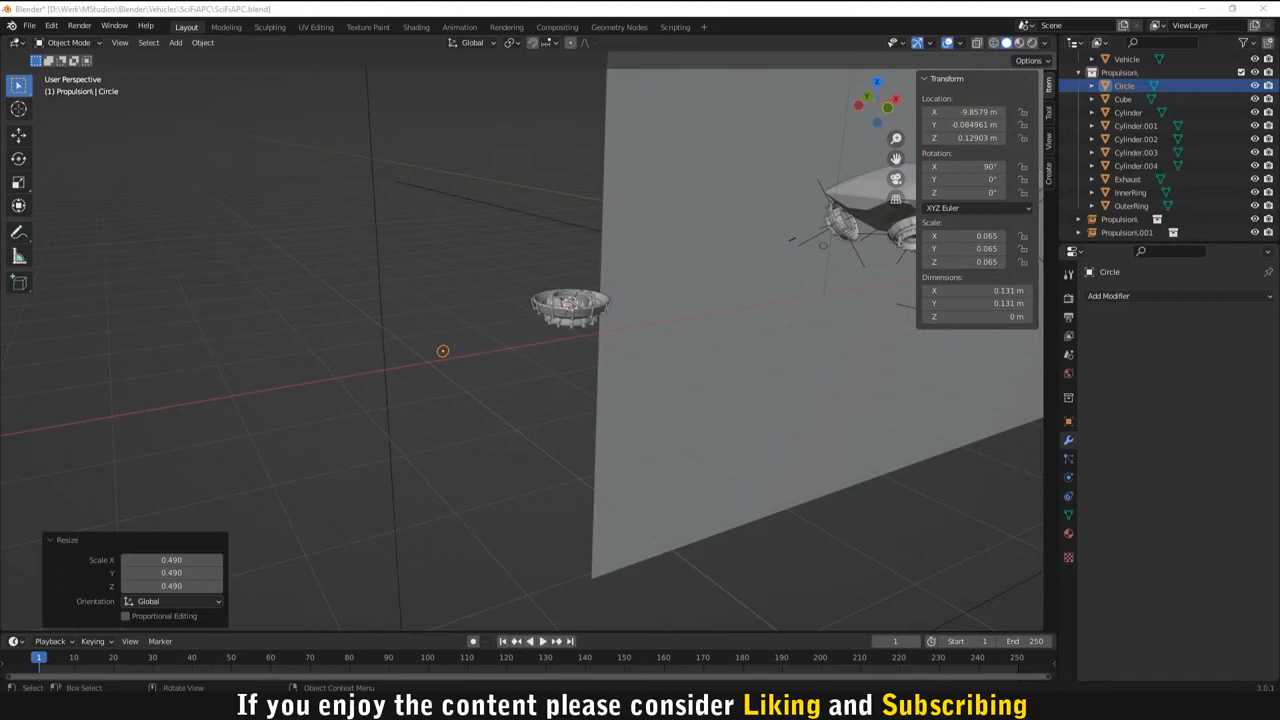 Blender* [D:\Werk\MStudios\Blender\Vehicles\SciFiAPC\SciFiAPC.blend]
File Edit Render Window Help Layout Modeling Sculpting UV Editing Texture Paint Shading Animation Rendering Compositing Geometry Nodes Scripting Scene ViewLayer
Object Mode View Select Add Object Global
Options
User Perspective
(1) Propulsion\ | Circle
Transform
Location:
X -9.8579 m
Y -0.084961 m
Z 0.12903 m
Rotation:
X 90°
Y 0°
Z 0°
XYZ Euler
Scale:
X 0.065
Y 0.065
Z 0.065
Dimensions:
X 0.131 m
Y 0.131 m
Z 0 m
Item
Tool
View
Create
Z
Y
X
Vehicle
Propulsion\
Circle
Cube
Cylinder
Cylinder.001
Cylinder.002
Cylinder.003
Cylinder.004
Exhaust
InnerRing
OuterRing
Propulsion\
Propulsion\.001
Circle
Add Modifier
Resize
Scale X 0.490
Y 0.490
Z 0.490
Orientation Global
Proportional Editing
Playback Keying View Marker 1 Start 1 End 250
1 10 20 30 40 50 60 70 80 90 100 110 120 130 140 150 160 170 180 190 200 210 220 230 240 250
Select Box Select Rotate View Object Context Menu 3.0.1
If you enjoy the content please consider Liking and Subscribing